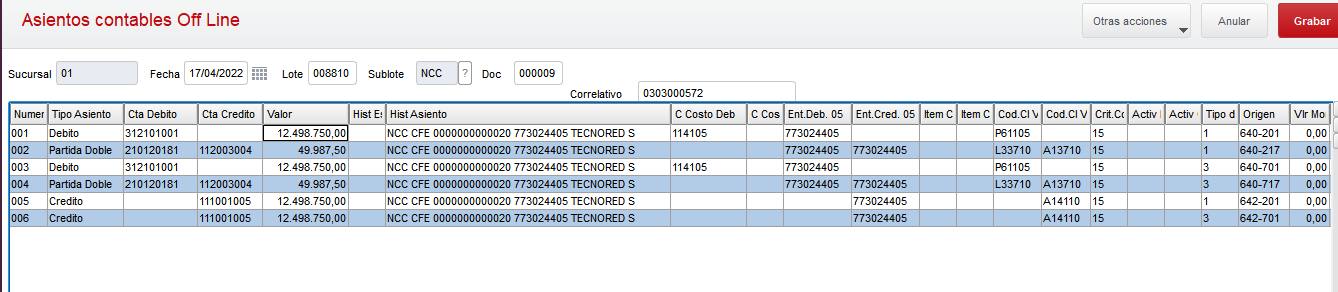 Asientos contables Off Line
Otras acciones Anular Grabar
Sucursal 01 Fecha 17/04/2022 Lote 008810 Sublote NCC ? Doc 000009
Correlativo 0303000572
Numer Tipo Asiento Cta Debito Cta Credito Valor Hist Es Hist Asiento C Costo Deb C Cos Ent.Deb. 05 Ent.Cred. 05 Item C Item C Cod.Cl V Cod.Cl V Crit.Cc Activ Activ Tipo d Origen Vlr Mo
001 Debito 312101001 12.498.750,00 NCC CFE 0000000000020 773024405 TECNORED S 114105 773024405 P61105 15 1 640-201 0,00
002 Partida Doble 210120181 112003004 49.987,50 NCC CFE 0000000000020 773024405 TECNORED S 773024405 773024405 L33710 A13710 15 1 640-217 0,00
003 Debito 312101001 12.498.750,00 NCC CFE 0000000000020 773024405 TECNORED S 114105 773024405 P61105 15 3 640-701 0,00
004 Partida Doble 210120181 112003004 49.987,50 NCC CFE 0000000000020 773024405 TECNORED S 773024405 773024405 L33710 A13710 15 3 640-717 0,00
005 Credito 111001005 12.498.750,00 NCC CFE 0000000000020 773024405 TECNORED S 773024405 A14110 15 1 642-201 0,00
006 Credito 111001005 12.498.750,00 NCC CFE 0000000000020 773024405 TECNORED S 773024405 A14110 15 3 642-701 0,00